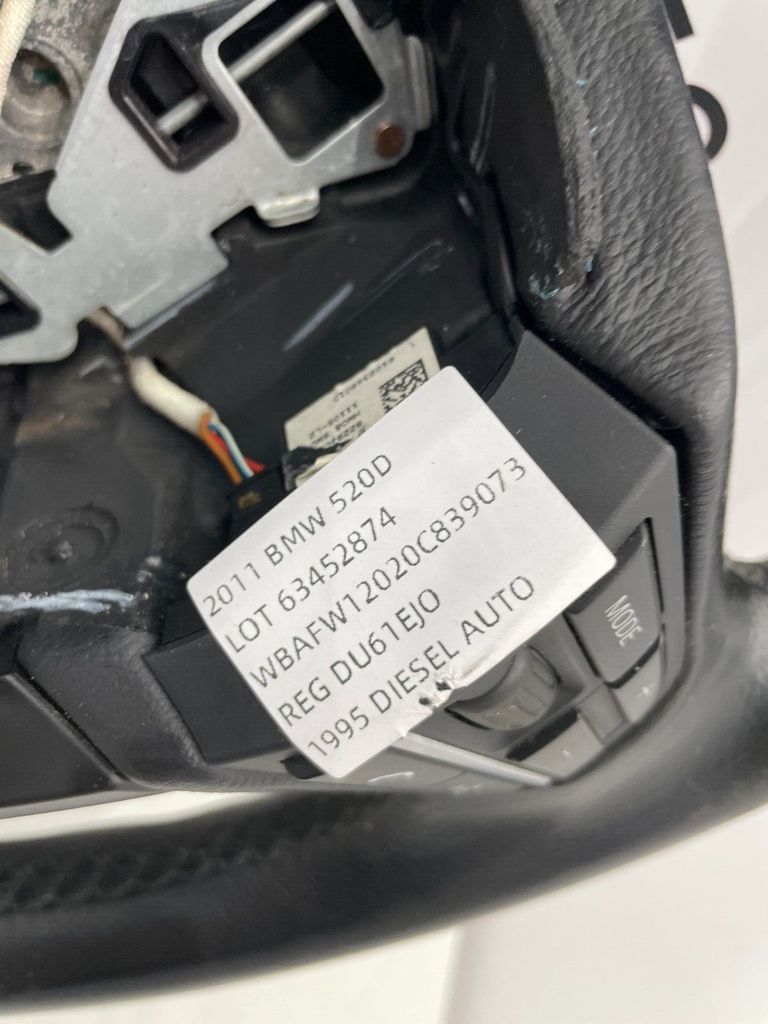 2011 BMW 520D
LOT 63452874
WBAFW12020C839073
REG DU61EJO
1995 DIESEL AUTO
MODE
+